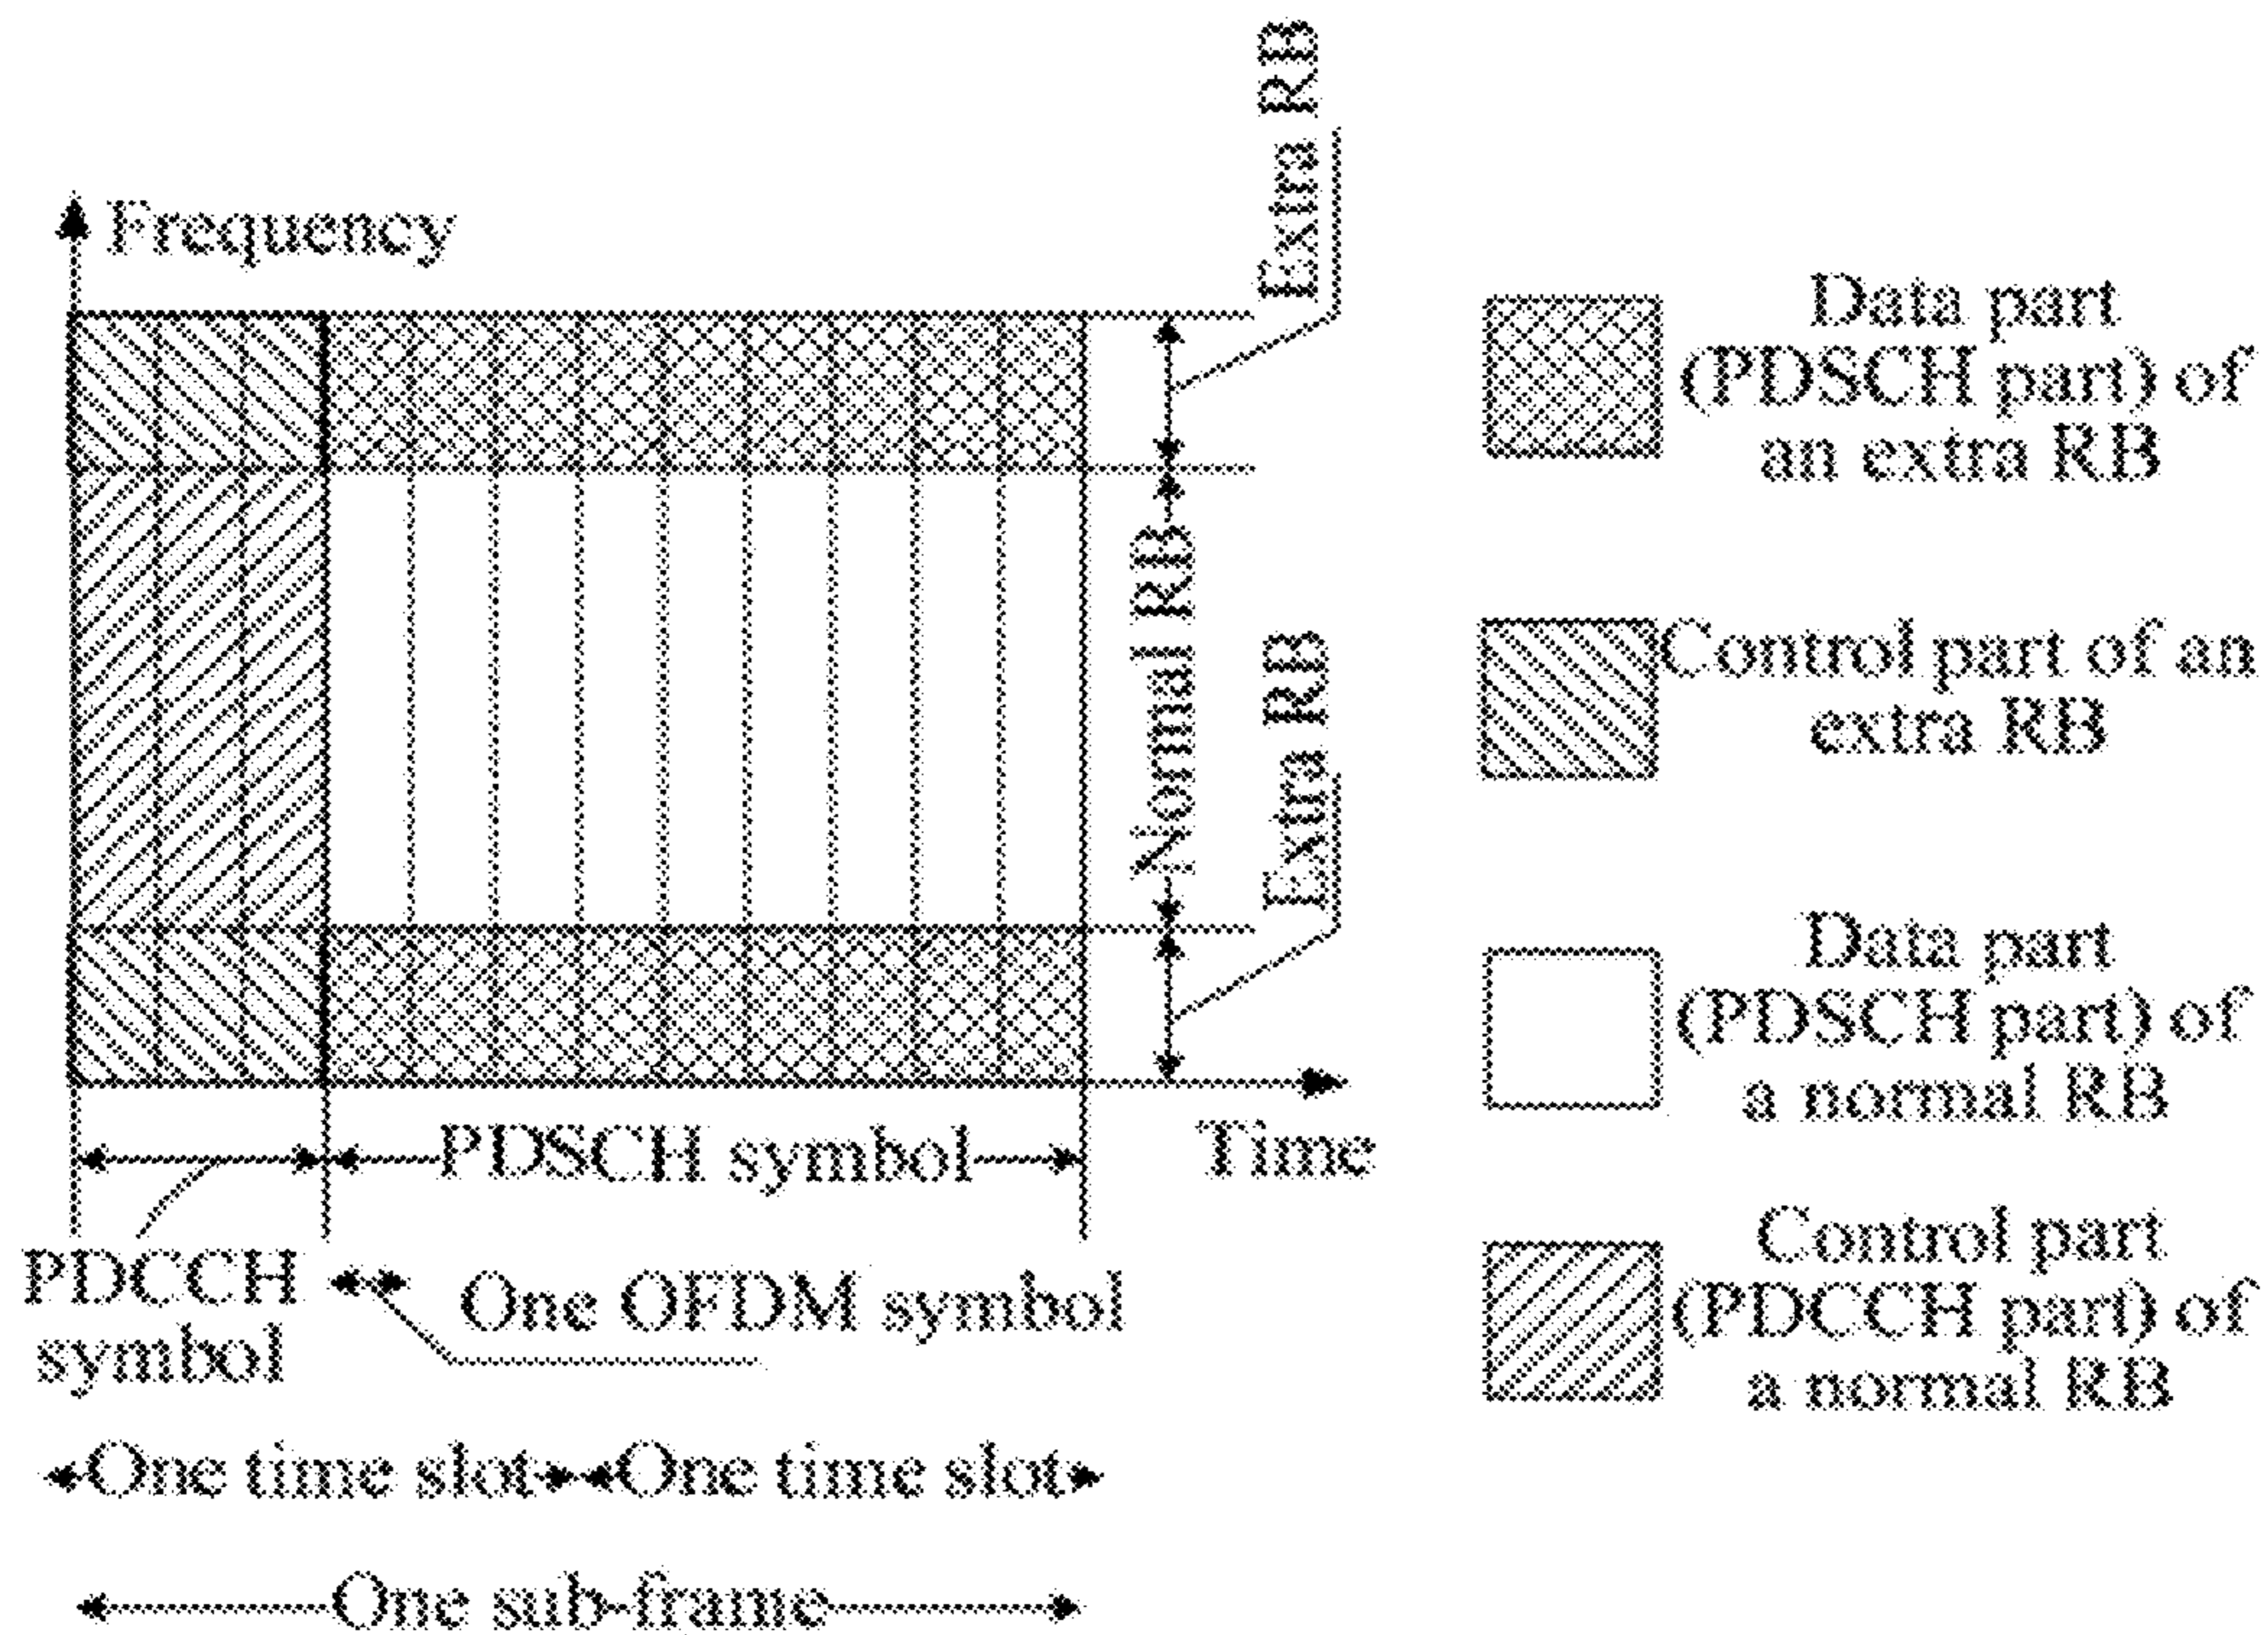 Frequency
Extra RB
Normal RB
Extra RB
Time
PDSCH symbol
PDCCH
symbol
One OFDM symbol
One time slot
One time slot
One sub-frame
Data part
(PDSCH part) of
an extra RB
Control part of an
extra RB
Data part
(PDSCH part) of
a normal RB
Control part
(PDCCH part) of
a normal RB